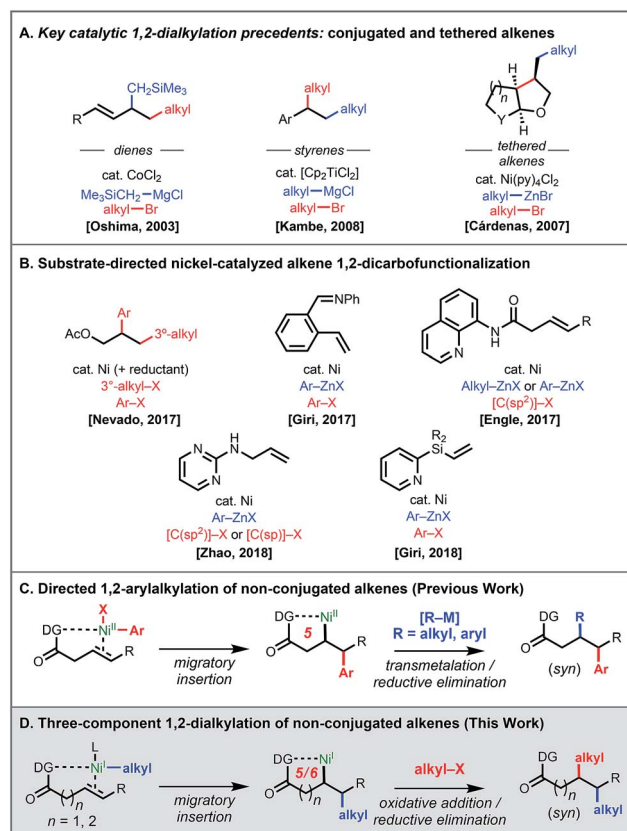 A. Key catalytic 1,2-dialkylation precedents: conjugated and tethered alkenes
CH₂SiMe₃
R
alkyl
dienes
cat. CoCl₂
Me₃SiCH₂–MgCl
alkyl–Br
[Oshima, 2003]
alkyl
Ar
alkyl
styrenes
cat. [Cp₂TiCl₂]
alkyl–MgCl
alkyl–Br
[Kambe, 2008]
alkyl
H
( )n
Y
O
H
tethered
alkenes
cat. Ni(py)₄Cl₂
alkyl–ZnBr
alkyl–Br
[Cárdenas, 2007]
B. Substrate-directed nickel-catalyzed alkene 1,2-dicarbofunctionalization
Ar
AcO
3º-alkyl
cat. Ni (+ reductant)
3°-alkyl–X
Ar–X
[Nevado, 2017]
NPh
cat. Ni
Ar–ZnX
Ar–X
[Giri, 2017]
O
N
NH
R
cat. Ni
Alkyl–ZnX or Ar–ZnX
[C(sp²)]–X
[Engle, 2017]
N
N
H
N
cat. Ni
Ar–ZnX
[C(sp²)]–X or [C(sp)]–X
[Zhao, 2018]
R₂
Si
N
cat. Ni
Ar–ZnX
Ar–X
[Giri, 2018]
C. Directed 1,2-arylalkylation of non-conjugated alkenes (Previous Work)
X
DG
Niᴵᴵ
Ar
O
R
migratory
insertion
DG
Niᴵᴵ
5
O
R
Ar
[R–M]
R = alkyl, aryl
transmetalation /
reductive elimination
DG
R
O
R
Ar
(syn)
D. Three-component 1,2-dialkylation of non-conjugated alkenes (This Work)
L
DG
Niᴵ
alkyl
O
( )n
R
n = 1, 2
migratory
insertion
DG
Niᴵ
5/6
O
( )n
R
alkyl
alkyl–X
oxidative addition /
reductive elimination
DG
alkyl
O
( )n
R
alkyl
(syn)